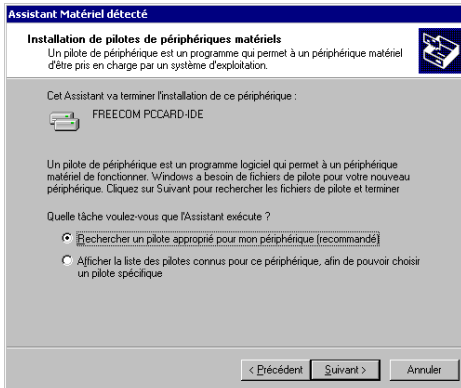 Assistant Matériel détecté
Installation de pilotes de périphériques matériels
Un pilote de périphérique est un programme qui permet à un périphérique matériel
d'être pris en charge par un système d'exploitation.
Cet Assistant va terminer l'installation de ce périphérique :
FREECOM PCCARD-IDE
Un pilote de périphérique est un programme logiciel qui permet à un périphérique
matériel de fonctionner. Windows a besoin de fichiers de pilote pour votre nouveau
périphérique. Cliquez sur Suivant pour rechercher les fichiers de pilote et terminer
Quelle tâche voulez-vous que l'Assistant exécute ?
Rechercher un pilote approprié pour mon périphérique (recommandé)
Afficher la liste des pilotes connus pour ce périphérique, afin de pouvoir choisir
un pilote spécifique
< Précédent Suivant > Annuler